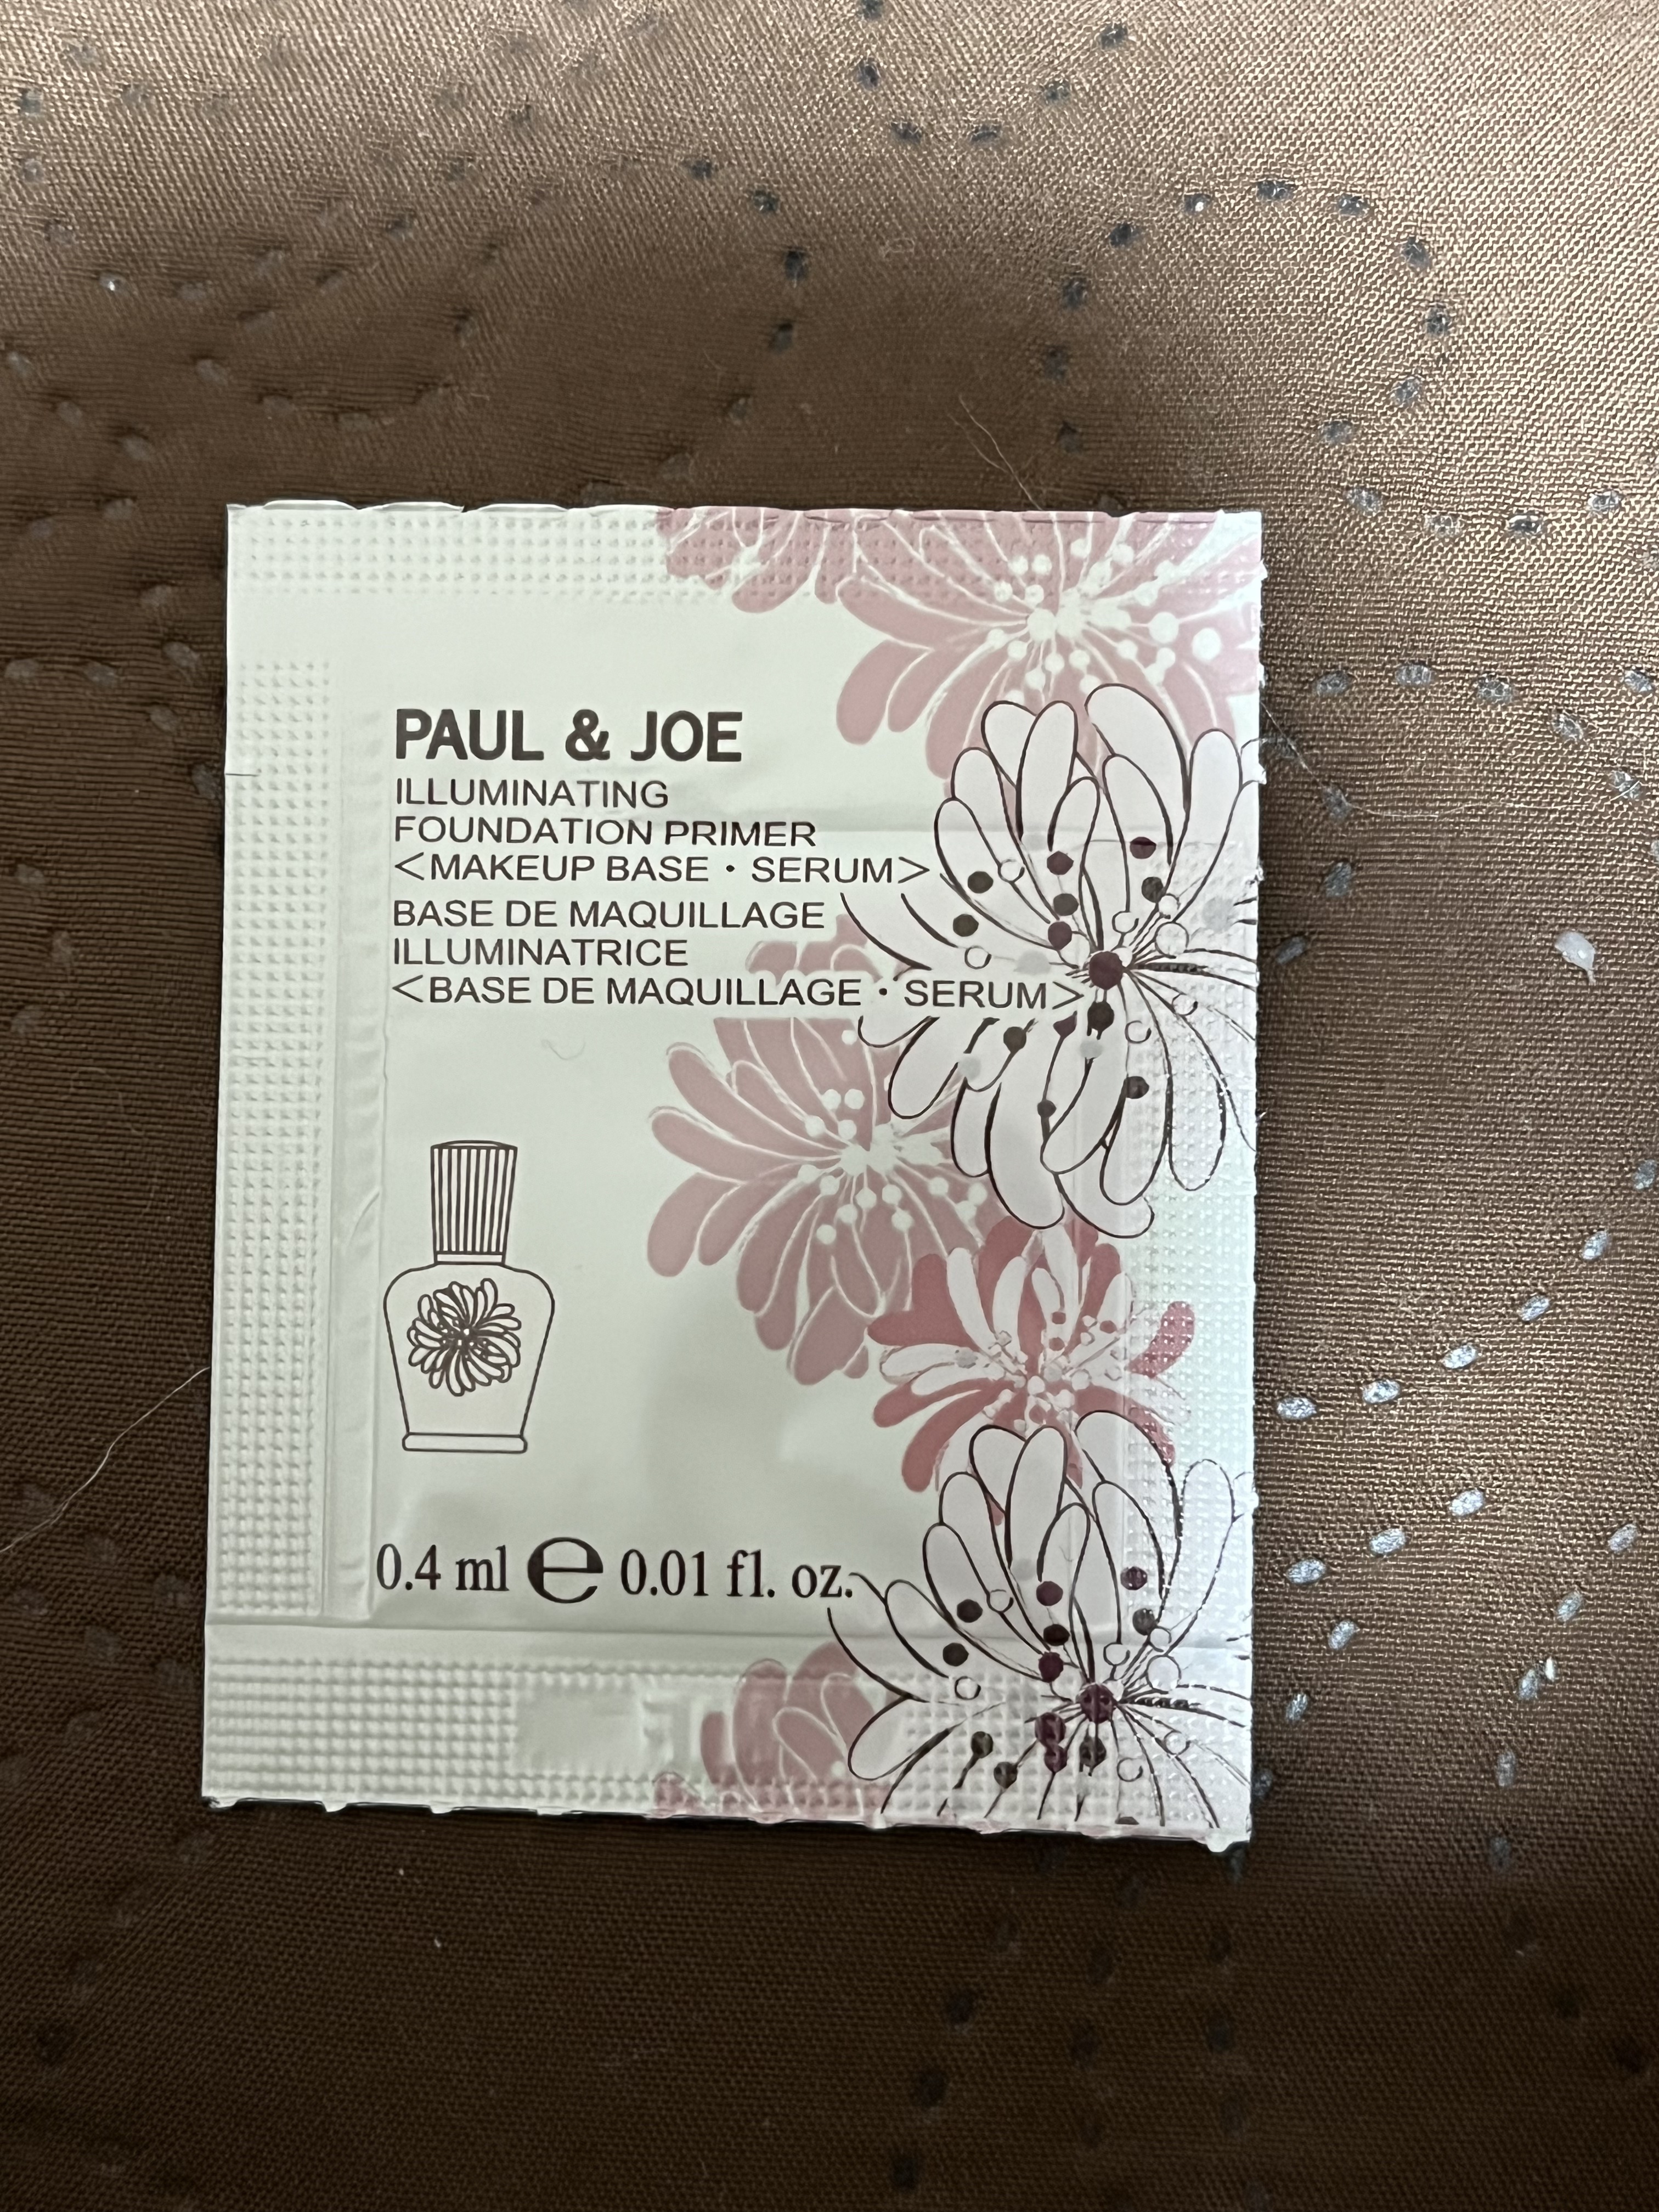 PAUL & JOE
ILLUMINATING
FOUNDATION PRIMER
<MAKEUP BASE・SERUM>
BASE DE MAQUILLAGE
ILLUMINATRICE
<BASE DE MAQUILLAGE・SERUM>
0.4 ml ℮ 0.01 fl. oz.